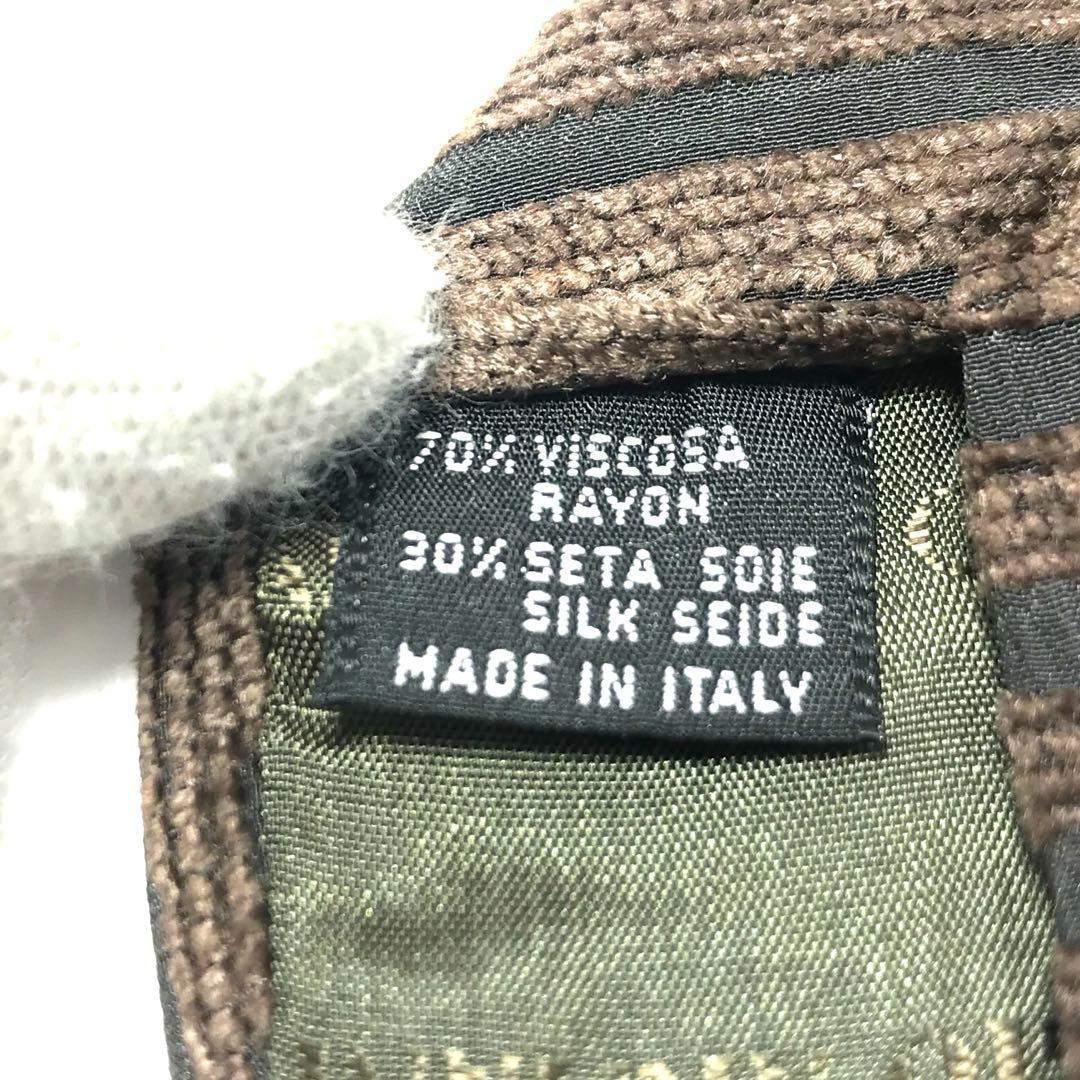 70% VISCOSA
RAYON
30% SETA SOIE
SILK SEIDE
MADE IN ITALY